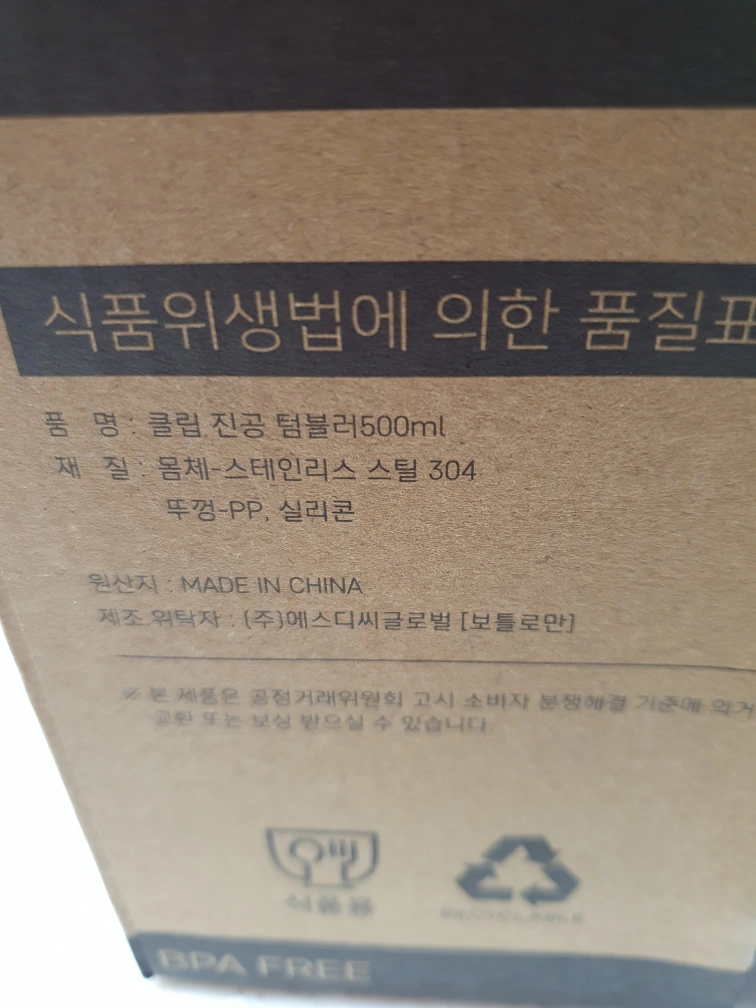 식품위생법에 의한 품질표
품 명 : 클립 진공 텀블러500ml
재 질 : 몸체-스테인리스 스틸 304
뚜껑-PP, 실리콘
원산지 : MADE IN CHINA
제조.위탁자 : (주)에스디씨글로벌 [보틀로만]
※ 본 제품은 공정거래위원회 고시 소비자 분쟁해결 기준에 의거
교환 또는 보상 받으실 수 있습니다
식품용
RECYCLABLE
BPA FREE